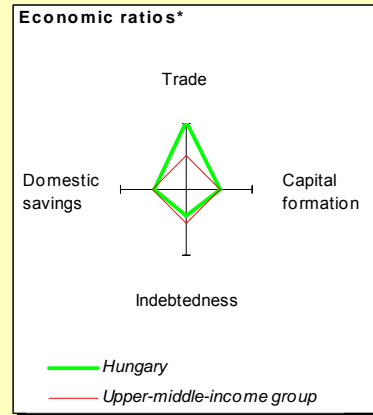 Economic ratios*
Trade
Domestic
savings
Capital
formation
Indebtedness
Hungary
Upper-middle-income group